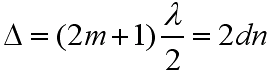 Δ = (2m+1) λ/2 = 2dn